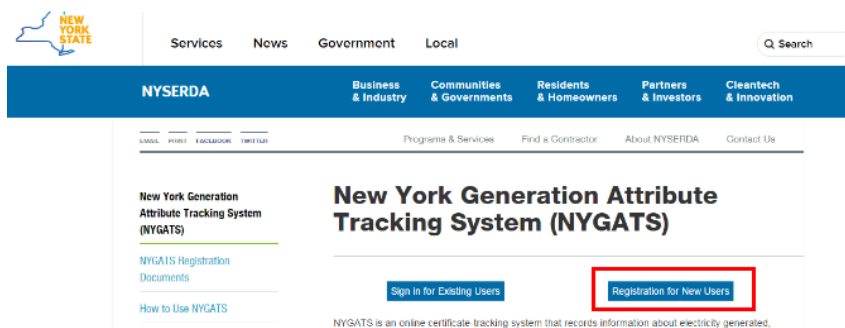 NEW
YORK
STATE
Services News Government Local
Search
NYSERDA
Business
& Industry
Communities
& Governments
Residents
& Homeowners
Partners
& Investors
Cleantech
& Innovation
EMAIL PRINT FACEBOOK TWITTER
Programs & Services Find a Contractor About NYSERDA Contact Us
New York Generation
Attribute Tracking System
(NYGATS)
NYGATS Registration
Documents
How to Use NYGATS
New York Generation Attribute
Tracking System (NYGATS)
Sign in for Existing Users
Registration for New Users
NYGATS is an online certificate tracking system that records information about electricity generated,